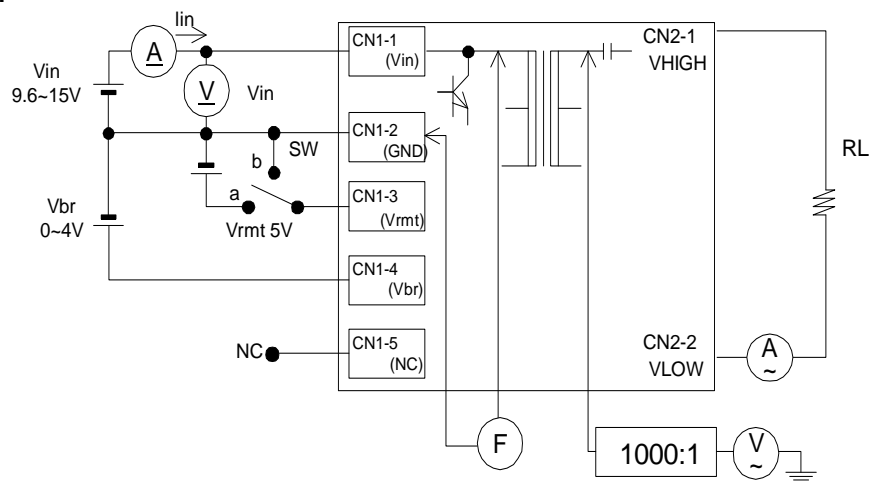 Iin
A
Vin
9.6~15V
V
Vin
CN1-1
(Vin)
CN2-1
VHIGH
CN1-2
(GND)
SW
b
a
Vrmt 5V
CN1-3
(Vrmt)
RL
Vbr
0~4V
CN1-4
(Vbr)
NC
CN1-5
(NC)
CN2-2
VLOW
A
~
F
1000:1
V
~